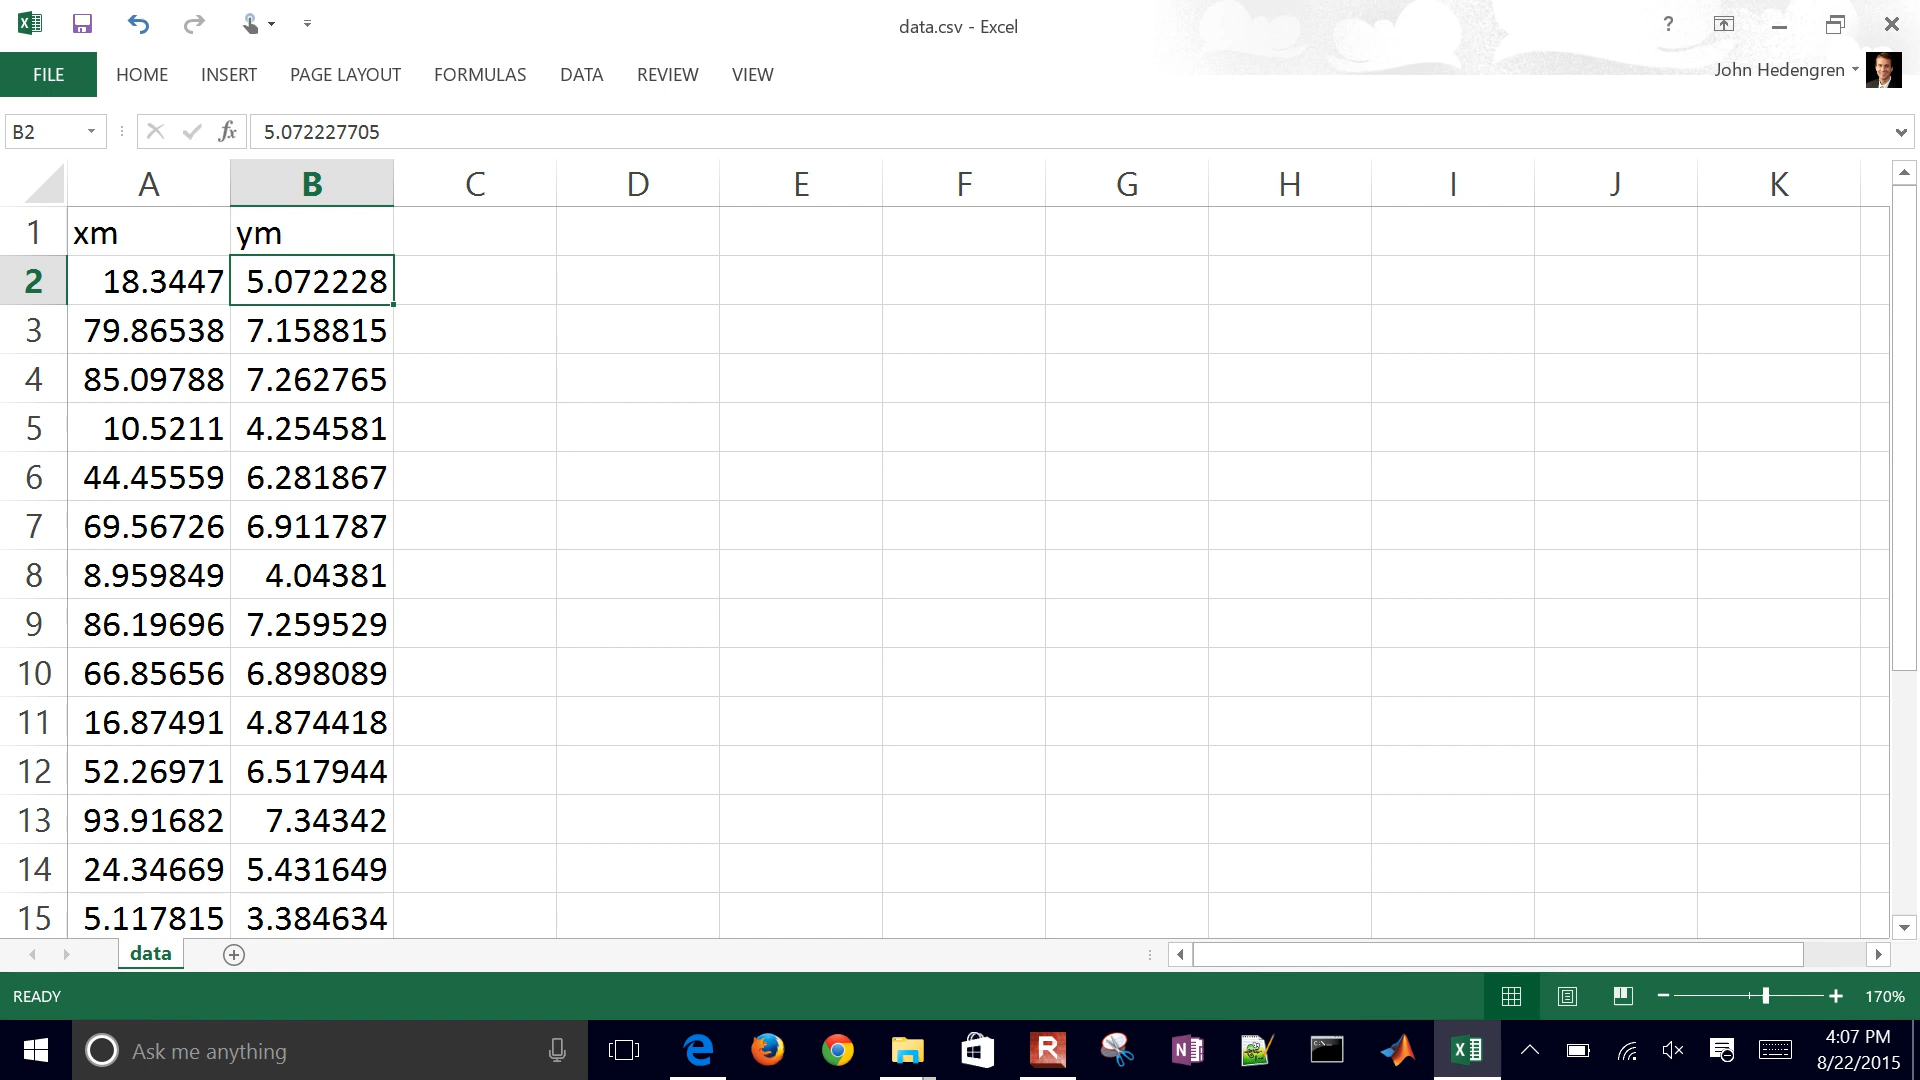 data.csv - Excel
FILE HOME INSERT PAGE LAYOUT FORMULAS DATA REVIEW VIEW
John Hedengren
B2 fx 5.072227705
A B C D E F G H I J K
1 xm ym
2 18.3447 5.072228
3 79.86538 7.158815
4 85.09788 7.262765
5 10.5211 4.254581
6 44.45559 6.281867
7 69.56726 6.911787
8 8.959849 4.04381
9 86.19696 7.259529
10 66.85656 6.898089
11 16.87491 4.874418
12 52.26971 6.517944
13 93.91682 7.34342
14 24.34669 5.431649
15 5.117815 3.384634
data
READY 170%
Ask me anything
4:07 PM
8/22/2015